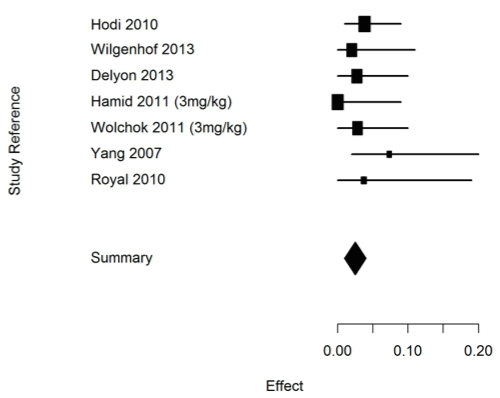 Study Reference
Hodi 2010
Wilgenhof 2013
Delyon 2013
Hamid 2011 (3mg/kg)
Wolchok 2011 (3mg/kg)
Yang 2007
Royal 2010
Summary
0.00 0.10 0.20
Effect